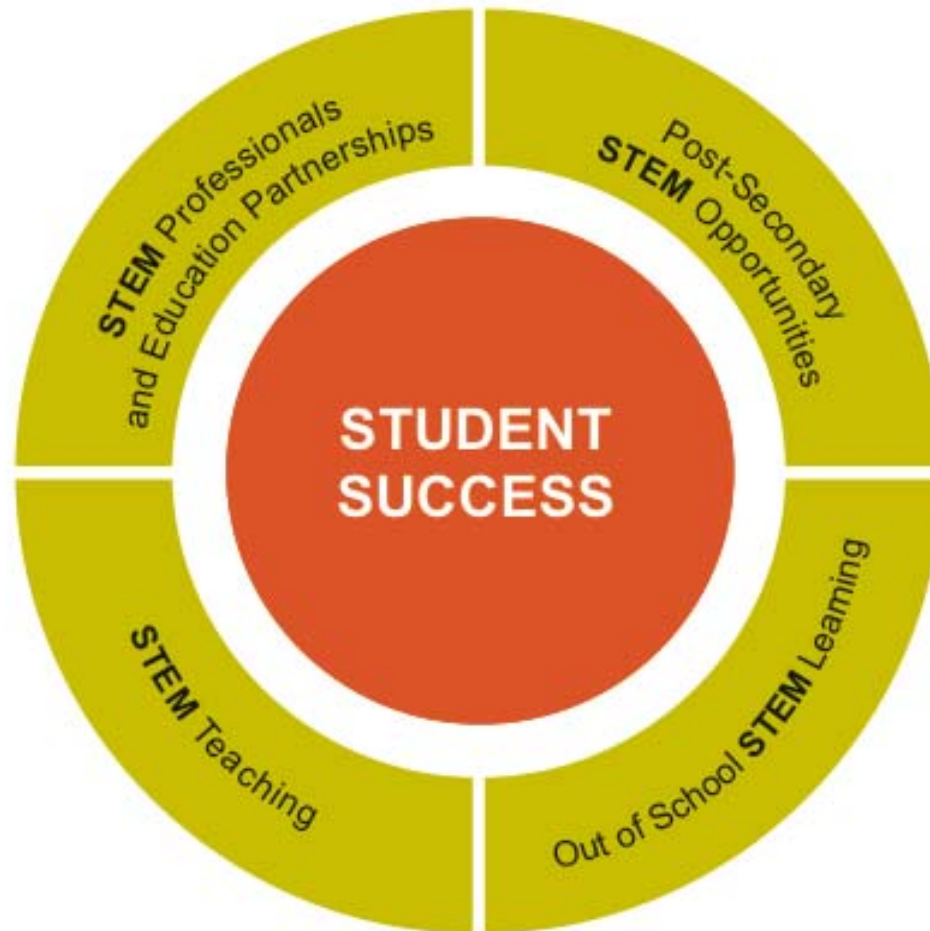 STEM Professionals
and Education Partnerships
Post-Secondary
STEM Opportunities
STUDENT
SUCCESS
STEM Teaching
Out of School STEM Learning